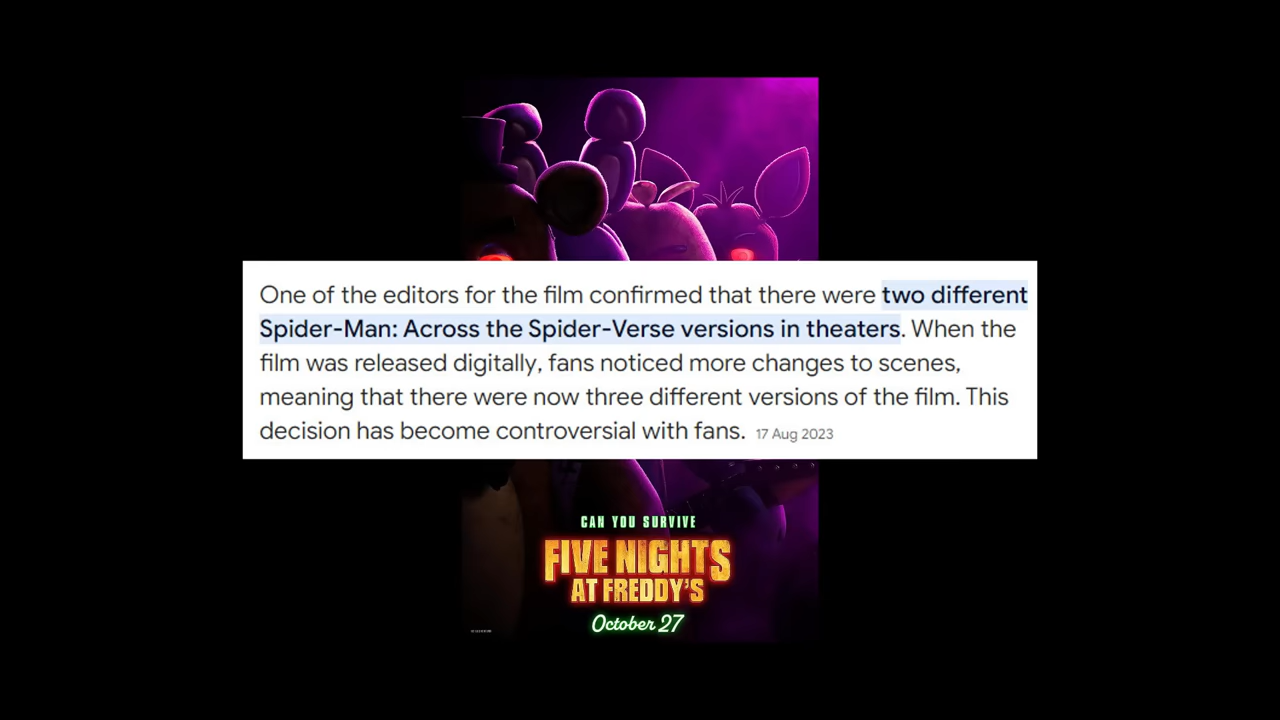 One of the editors for the film confirmed that there were two different
Spider-Man: Across the Spider-Verse versions in theaters. When the
film was released digitally, fans noticed more changes to scenes,
meaning that there were now three different versions of the film. This
decision has become controversial with fans. 17 Aug 2023
CAN YOU SURVIVE
FIVE NIGHTS
AT FREDDY'S
October 27